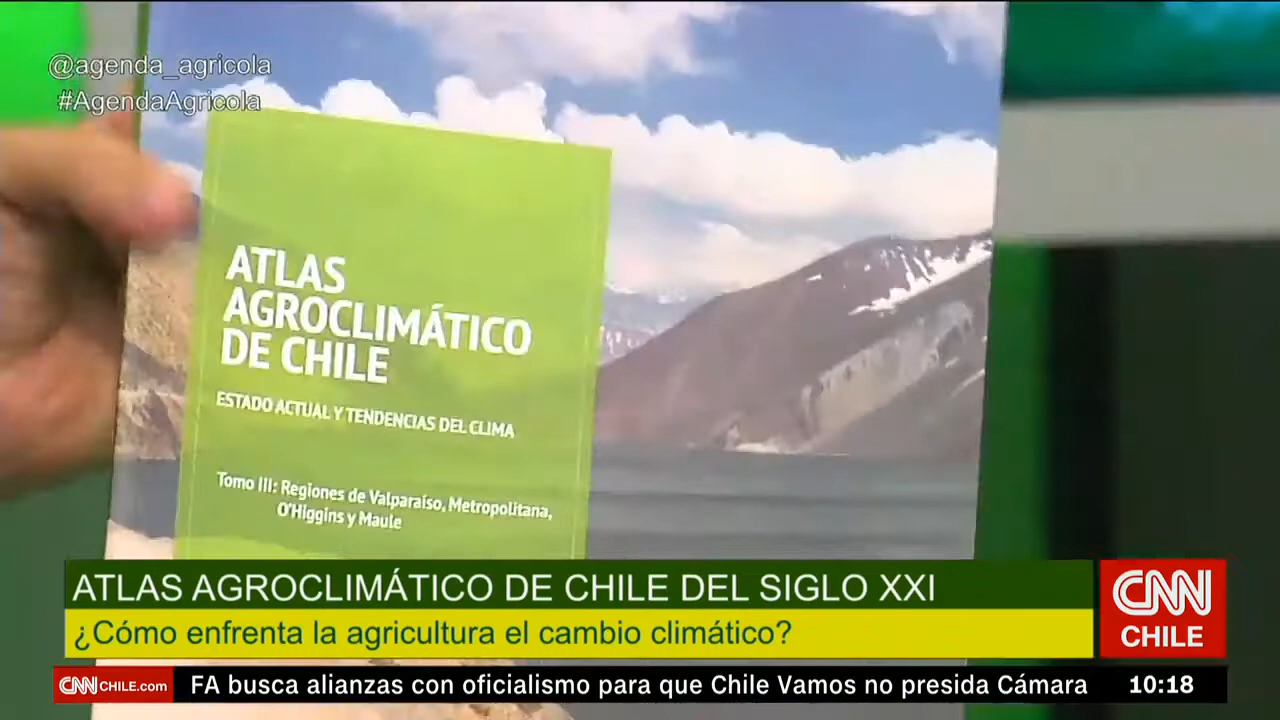 @agenda_agricola
#AgendaAgricola
ATLAS
AGROCLIMÁTICO
DE CHILE
ESTADO ACTUAL Y TENDENCIAS DEL CLIMA
Tomo III: Regiones de Valparaíso, Metropolitana,
O'Higgins y Maule
ATLAS AGROCLIMÁTICO DE CHILE DEL SIGLO XXI
¿Cómo enfrenta la agricultura el cambio climático?
CNN
CHILE
CNNCHILE.com
FA busca alianzas con oficialismo para que Chile Vamos no presida Cámara
10:18